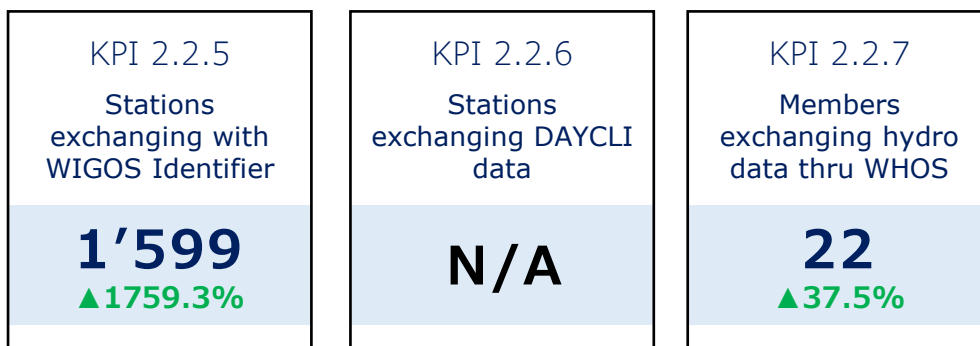 KPI 2.2.5
Stations
exchanging with
WIGOS Identifier
1’599
▲1759.3%
KPI 2.2.6
Stations
exchanging DAYCLI
data
N/A
KPI 2.2.7
Members
exchanging hydro
data thru WHOS
22
▲37.5%